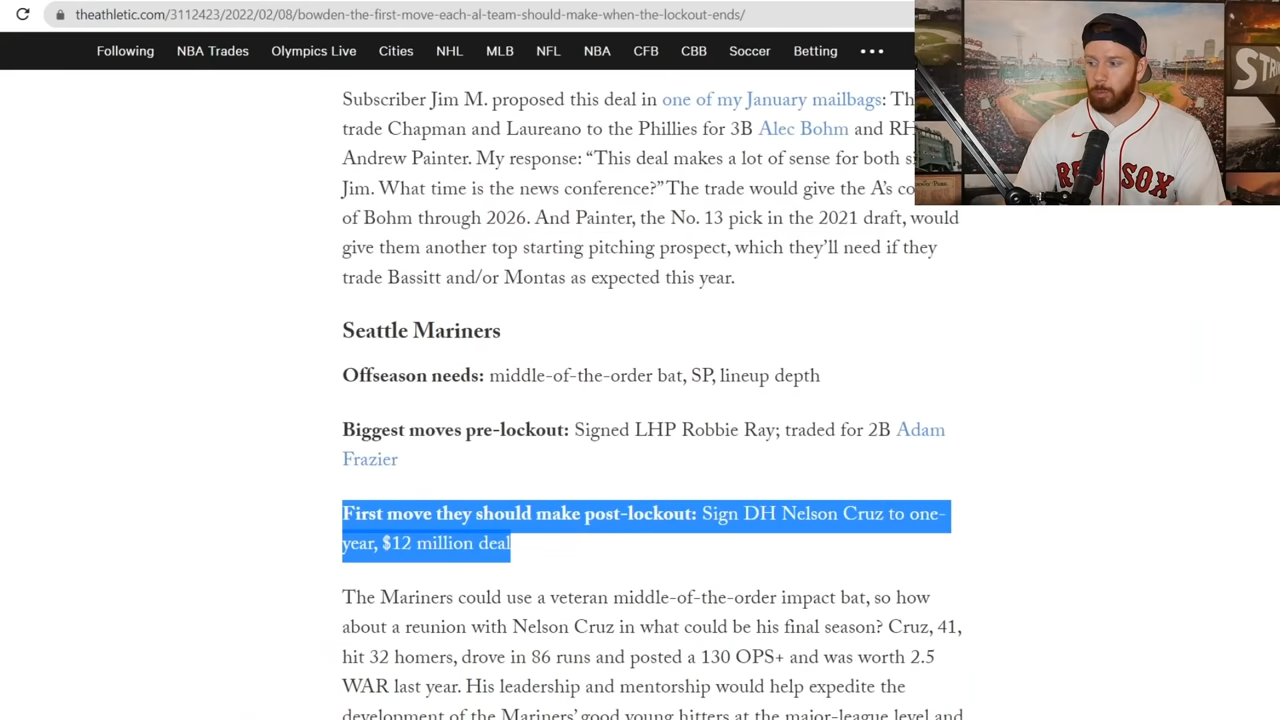 theathletic.com/3112423/2022/02/08/bowden-the-first-move-each-al-team-should-make-when-the-lockout-ends/
Following NBA Trades Olympics Live Cities NHL MLB NFL NBA CFB CBB Soccer Betting •••
Subscriber Jim M. proposed this deal in one of my January mailbags: Th
trade Chapman and Laureano to the Phillies for 3B Alec Bohm and RH
Andrew Painter. My response: “This deal makes a lot of sense for both si
Jim. What time is the news conference?” The trade would give the A’s co
of Bohm through 2026. And Painter, the No. 13 pick in the 2021 draft, would
give them another top starting pitching prospect, which they’ll need if they
trade Bassitt and/or Montas as expected this year.
Seattle Mariners
Offseason needs: middle-of-the-order bat, SP, lineup depth
Biggest moves pre-lockout: Signed LHP Robbie Ray; traded for 2B Adam
Frazier
First move they should make post-lockout: Sign DH Nelson Cruz to one-
year, $12 million deal
The Mariners could use a veteran middle-of-the-order impact bat, so how
about a reunion with Nelson Cruz in what could be his final season? Cruz, 41,
hit 32 homers, drove in 86 runs and posted a 130 OPS+ and was worth 2.5
WAR last year. His leadership and mentorship would help expedite the
development of the Mariners’ good young hitters at the major-league level and
RED SOX